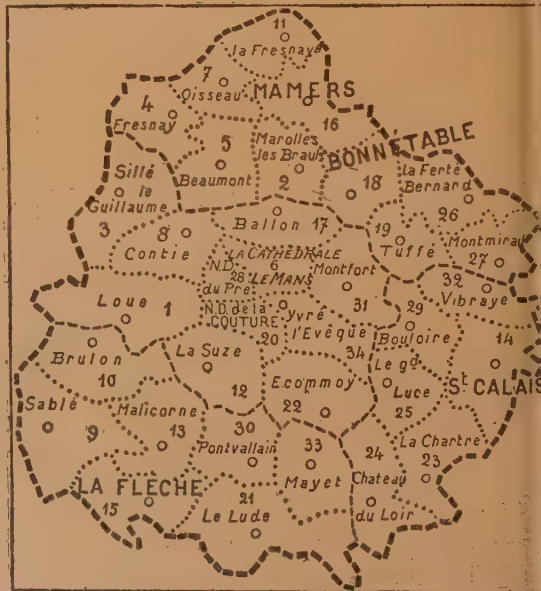 11
la Fresnaye
7
Oisseau
MAMERS
4
Fresnay
16
5
Marolles
les Braul
BONNETABLE
Beaumont
2
18
la Ferté
Bernard
Sillé
le
Guillaume
26
3
8
Contie
Ballon
17
19
Tuffé
Montmirau
27
LA CATHÉDRALE
N.D.
6
28
LE MANS
du Pré
Montfort
32
Vibraye
Loue
1
N.D. de la
COUTURE
yvré
l'Evêque
31
29
Bouloire
14
Brulon
La Suze
20
34
Le gd
Luce
St CALAIS
10
12
Ecommoy
22
25
Sablé
9
Malicorne
13
30
Pontvallain
33
Mayet
24
Chateau
du Loir
La Chartre
23
LA FLÈCHE
15
21
Le Lude